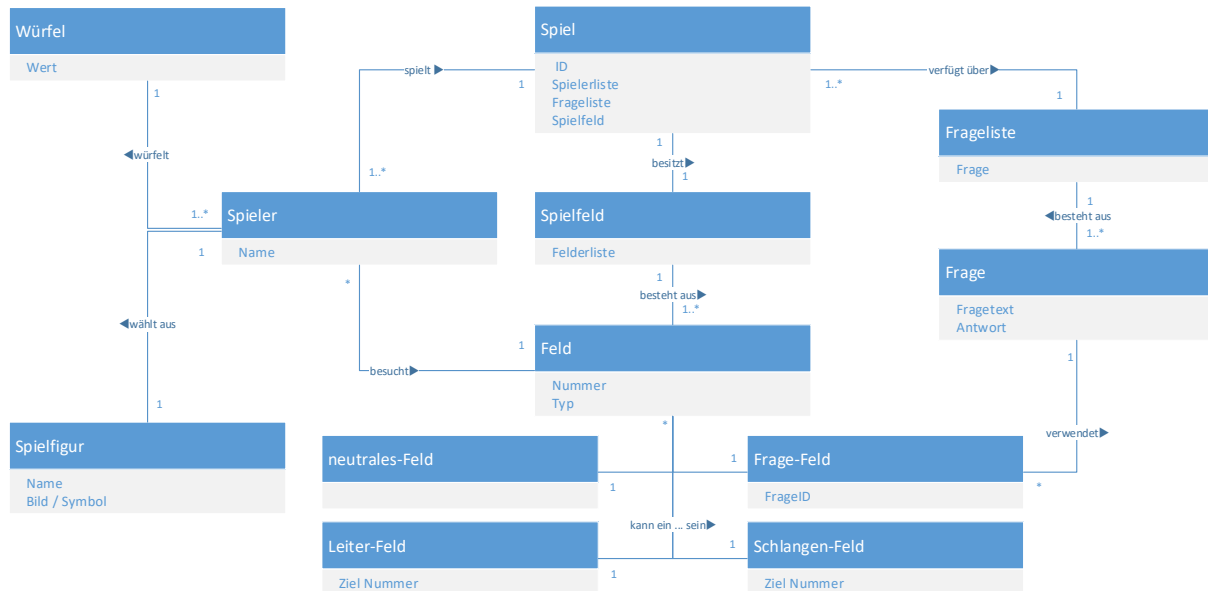 Würfel
Wert
1
◄würfelt
1..*
Spieler
Name
1
◄wählt aus
1
Spielfigur
Name
Bild / Symbol
spielt ►
1
1..*
*
besucht►
1
Spiel
ID
Spielerliste
Frageliste
Spielfeld
1
besitzt►
1
Spielfeld
Felderliste
1
besteht aus►
1..*
Feld
Nummer
Typ
*
kann ein ... sein►
neutrales-Feld
1
Frage-Feld
FrageID
1
Leiter-Feld
Ziel Nummer
1
Schlangen-Feld
Ziel Nummer
1
verfügt über►
1..*
1
Frageliste
Frage
1
◄besteht aus
1..*
Frage
Fragetext
Antwort
1
verwendet►
*